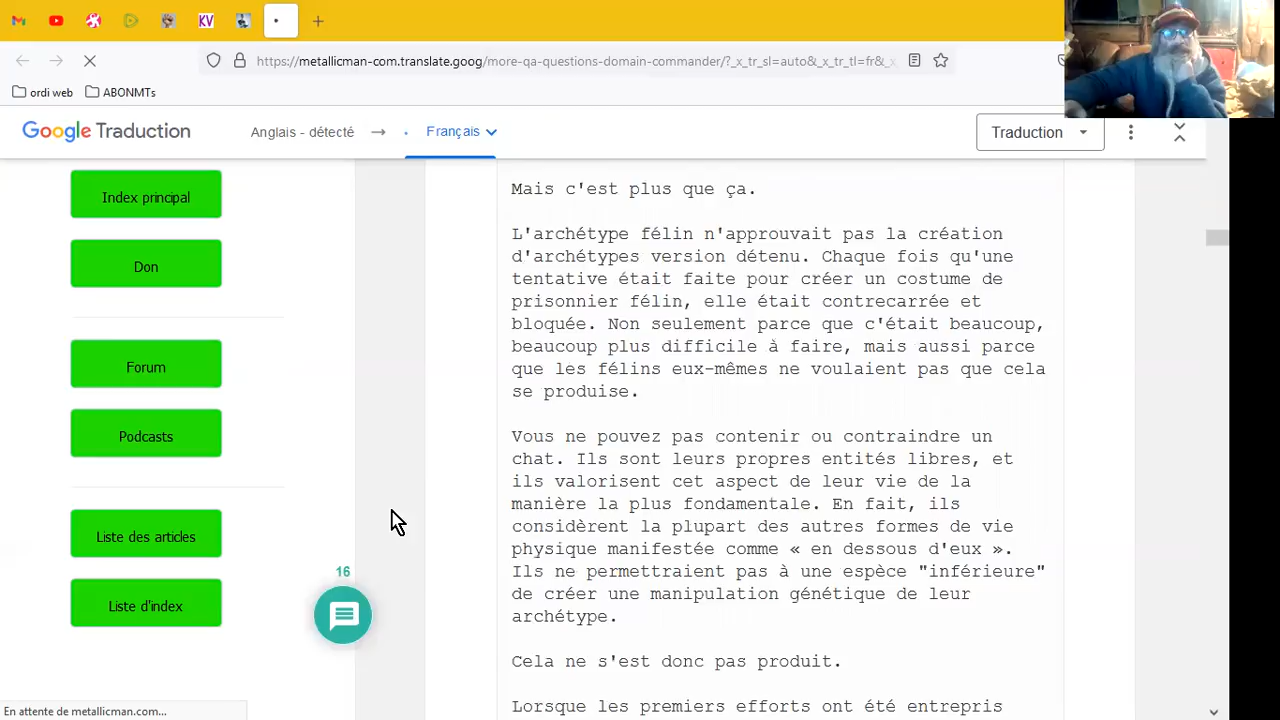 KV
https://metallicman-com.translate.goog/more-qa-questions-domain-commander/?_x_tr_sl=auto&_x_tr_tl=fr&_x
ordi web
ABONMTs
Google Traduction
Anglais - détecté
Français
Traduction
Index principal
Don
Forum
Podcasts
Liste des articles
Liste d'index
16
Mais c'est plus que ça.
L'archétype félin n'approuvait pas la création
d'archétypes version détenu. Chaque fois qu'une
tentative était faite pour créer un costume de
prisonnier félin, elle était contrecarrée et
bloquée. Non seulement parce que c'était beaucoup,
beaucoup plus difficile à faire, mais aussi parce
que les félins eux-mêmes ne voulaient pas que cela
se produise.
Vous ne pouvez pas contenir ou contraindre un
chat. Ils sont leurs propres entités libres, et
ils valorisent cet aspect de leur vie de la
manière la plus fondamentale. En fait, ils
considèrent la plupart des autres formes de vie
physique manifestée comme « en dessous d'eux ».
Ils ne permettraient pas à une espèce "inférieure"
de créer une manipulation génétique de leur
archétype.
Cela ne s'est donc pas produit.
Lorsque les premiers efforts ont été entrepris
En attente de metallicman.com...